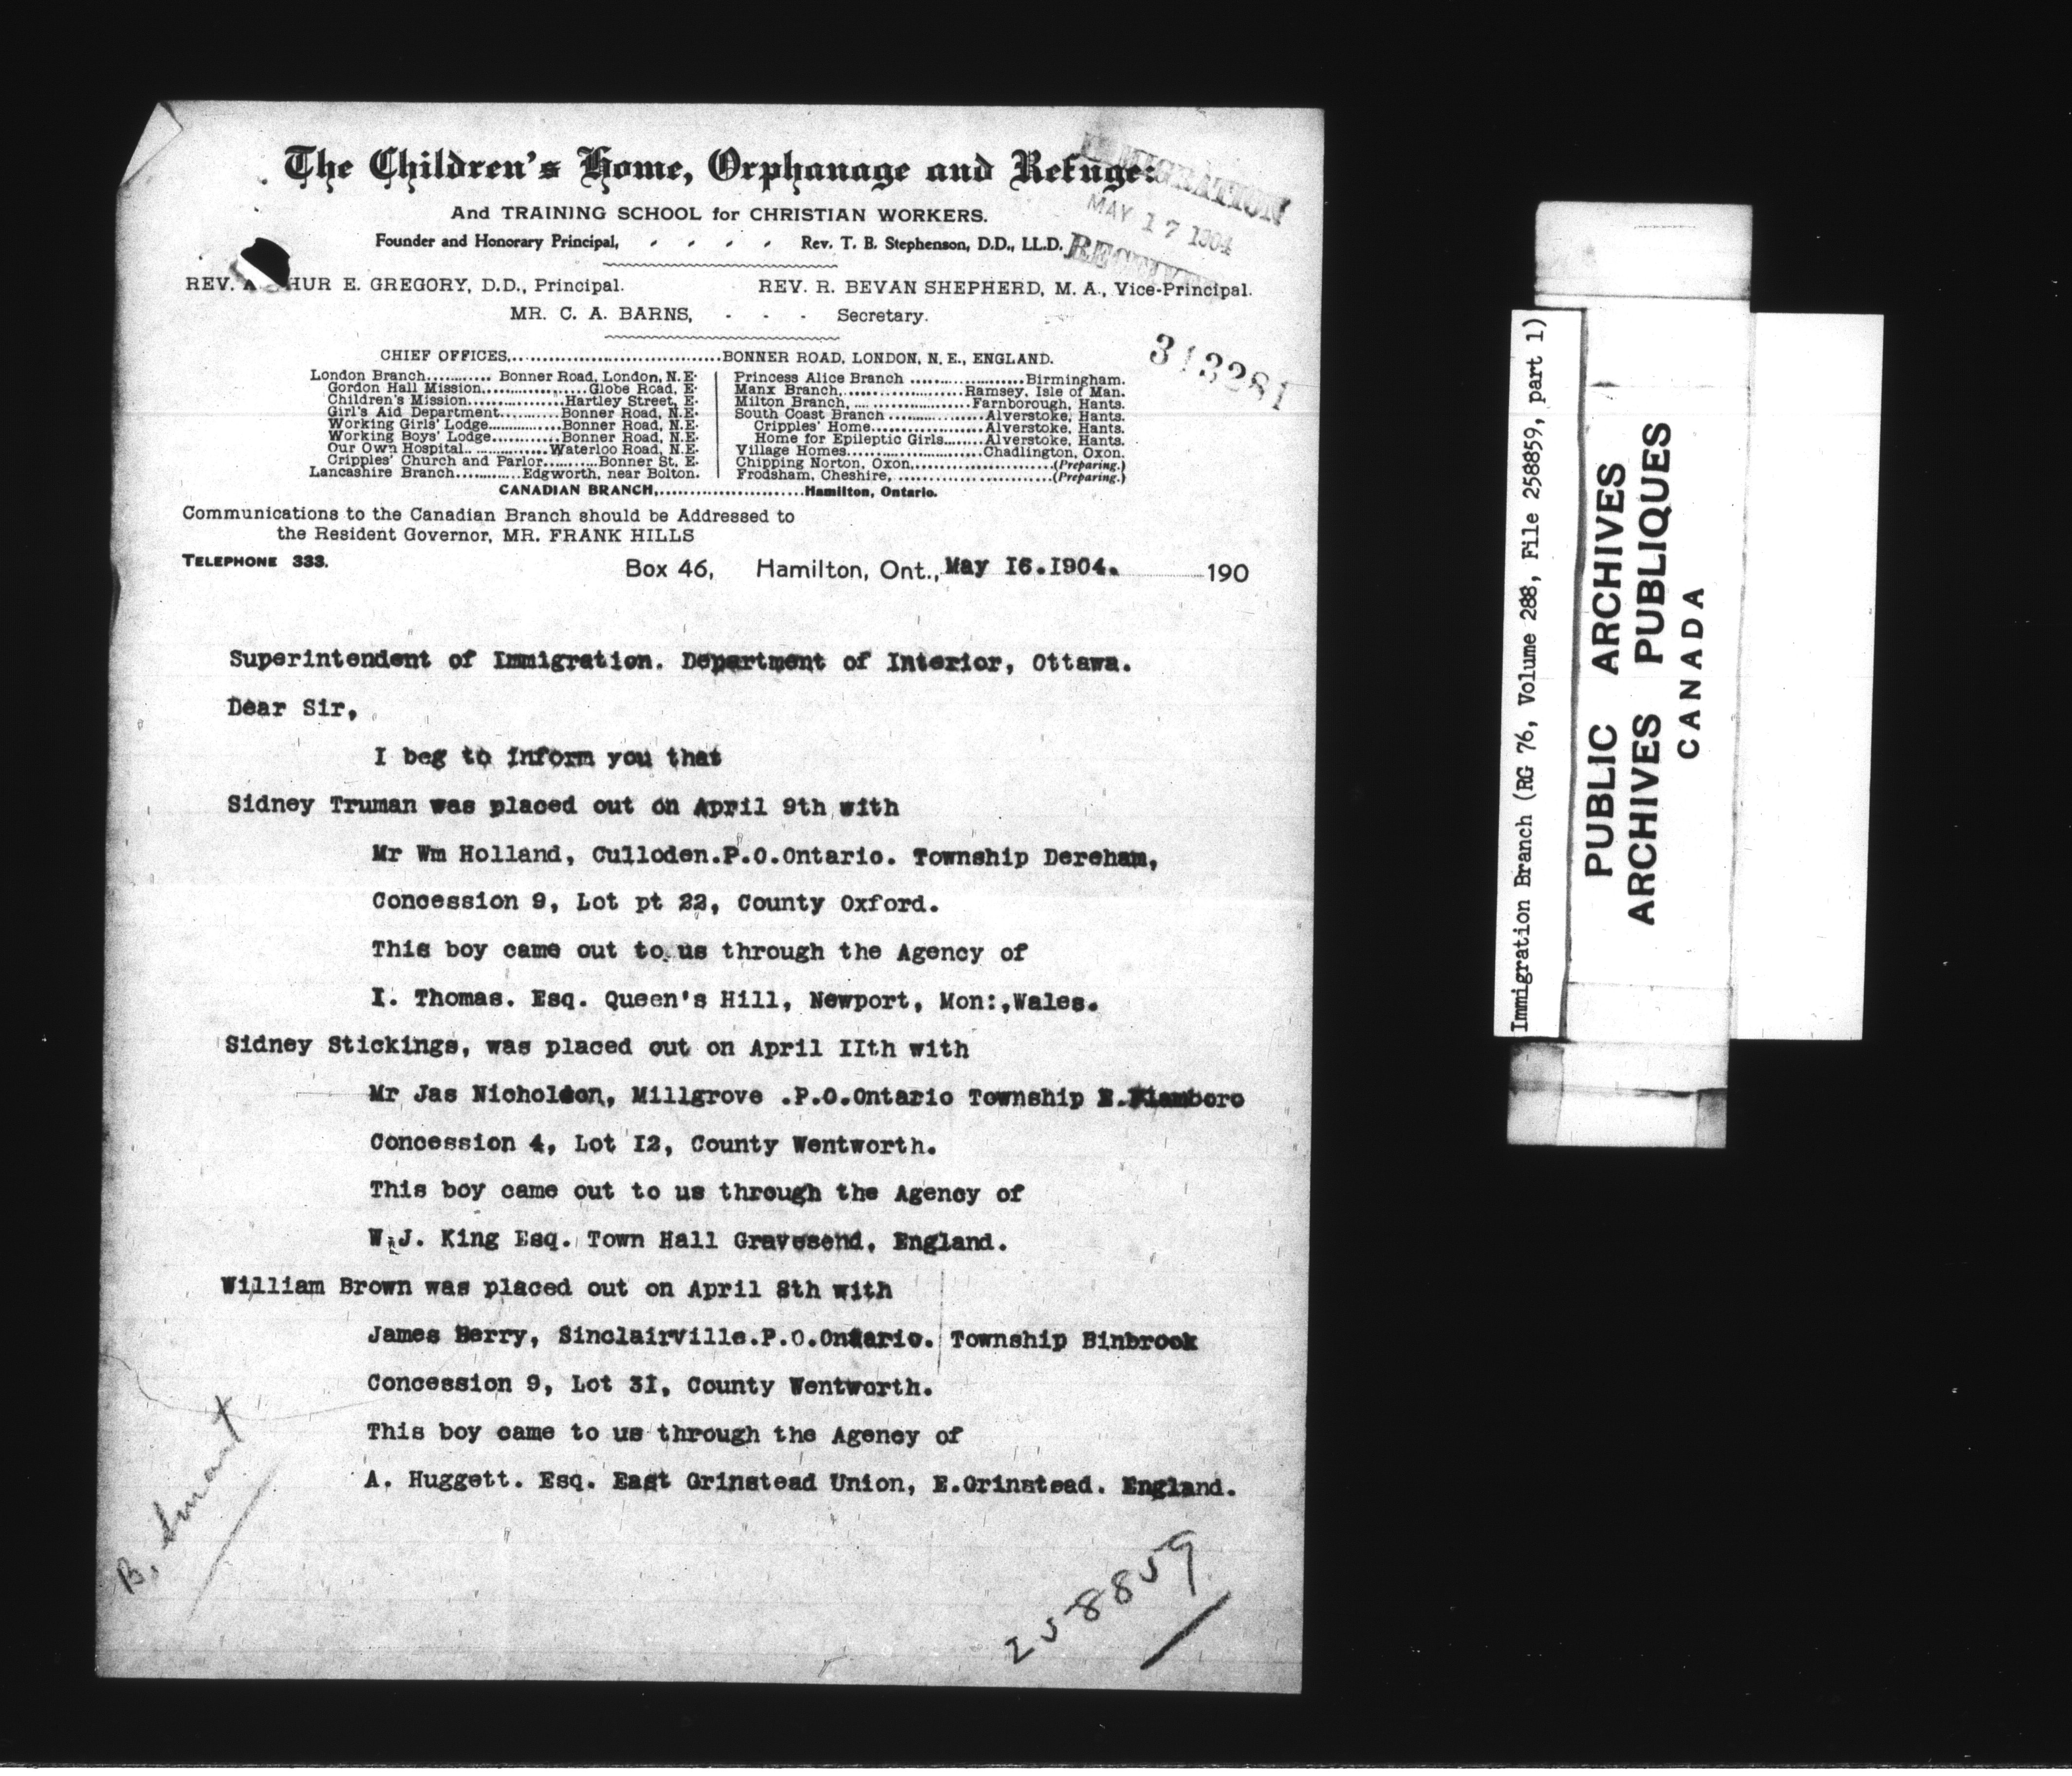 The Children's Home, Orphanage and Refuge:
And TRAINING SCHOOL for CHRISTIAN WORKERS.
Founder and Honorary Principal, - - - - Rev. T. B. Stephenson, D.D., LL.D.
IMMIGRATION
MAY 17 1904
RECEIVED
REV. A HUR E. GREGORY, D.D., Principal. REV. R. BEVAN SHEPHERD, M. A., Vice-Principal.
MR. C. A. BARNS, - - - Secretary.
313281
CHIEF OFFICES,......................................BONNER ROAD, LONDON, N. E., ENGLAND.
London Branch........... Bonner Road, London, N.E.
Gordon Hall Mission..................Globe Road, E.
Children's Mission................Hartley Street, E.
Girl's Aid Department..........Bonner Road, N.E.
Working Girls' Lodge............Bonner Road, N.E.
Working Boys' Lodge............Bonner Road, N.E.
Our Own Hospital..............Waterloo Road, N.E.
Cripples' Church and Parlor..........Bonner St, E.
Lancashire Branch...........Edgworth, near Bolton.
Princess Alice Branch ......................Birmingham.
Manx Branch,......................Ramsey, Isle of Man.
Milton Branch,......................Farnborough, Hants.
South Coast Branch ................Alverstoke, Hants.
Cripples' Home....................Alverstoke, Hants.
Home for Epileptic Girls.......Alverstoke, Hants.
Village Homes........................Chadlington, Oxon.
Chipping Norton, Oxon,........................(Preparing.)
Frodsham, Cheshire, ...........................(Preparing.)
CANADIAN BRANCH,........................Hamilton, Ontario.
Communications to the Canadian Branch should be Addressed to
the Resident Governor, MR. FRANK HILLS
TELEPHONE 333.
Box 46, Hamilton, Ont., May I6.I904. 190
Superintendent of Immigration. Department of Interior, Ottawa.
Dear Sir,
I beg to inform you that
Sidney Truman was placed out on April 9th with
Mr Wm Holland, Culloden.P.O.Ontario. Township Dereham,
Concession 9, Lot pt 22, County Oxford.
This boy came out to us through the Agency of
I. Thomas. Esq. Queen's Hill, Newport, Mon:,Wales.
Sidney Stickings, was placed out on April IIth with
Mr Jas Nicholson, Millgrove .P.O.Ontario Township E.Flamboro
Concession 4, Lot I2, County Wentworth.
This boy came out to us through the Agency of
W.J. King Esq. Town Hall Gravesend, England.
William Brown was placed out on April 8th with
James Berry, Sinclairville.P.O.Ontario. Township Binbrook
Concession 9, Lot 3I, County Wentworth.
This boy came to us through the Agency of
A. Huggett. Esq. East Grinstead Union, E.Grinstead. England.
B. Smart
258859
Immigration Branch (RG 76, Volume 288, File 258859, part 1)
PUBLIC ARCHIVES
ARCHIVES PUBLIQUES
CANADA